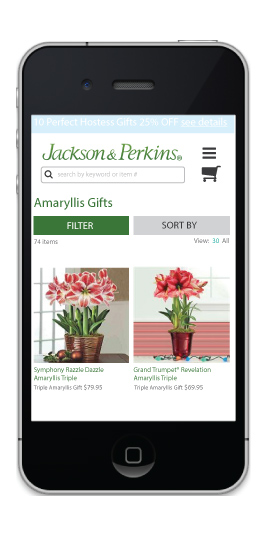 10 Perfect Hostess Gifts 25% OFF see details
Jackson & Perkins®
search by keyword or item #
Amaryllis Gifts
FILTER
SORT BY
74 items
View: 30 All
Symphony Razzle Dazzle
Amaryllis Triple
Triple Amaryllis Gift $79.95
Grand Trumpet® Revelation
Amaryllis Triple
Triple Amaryllis Gift $69.95